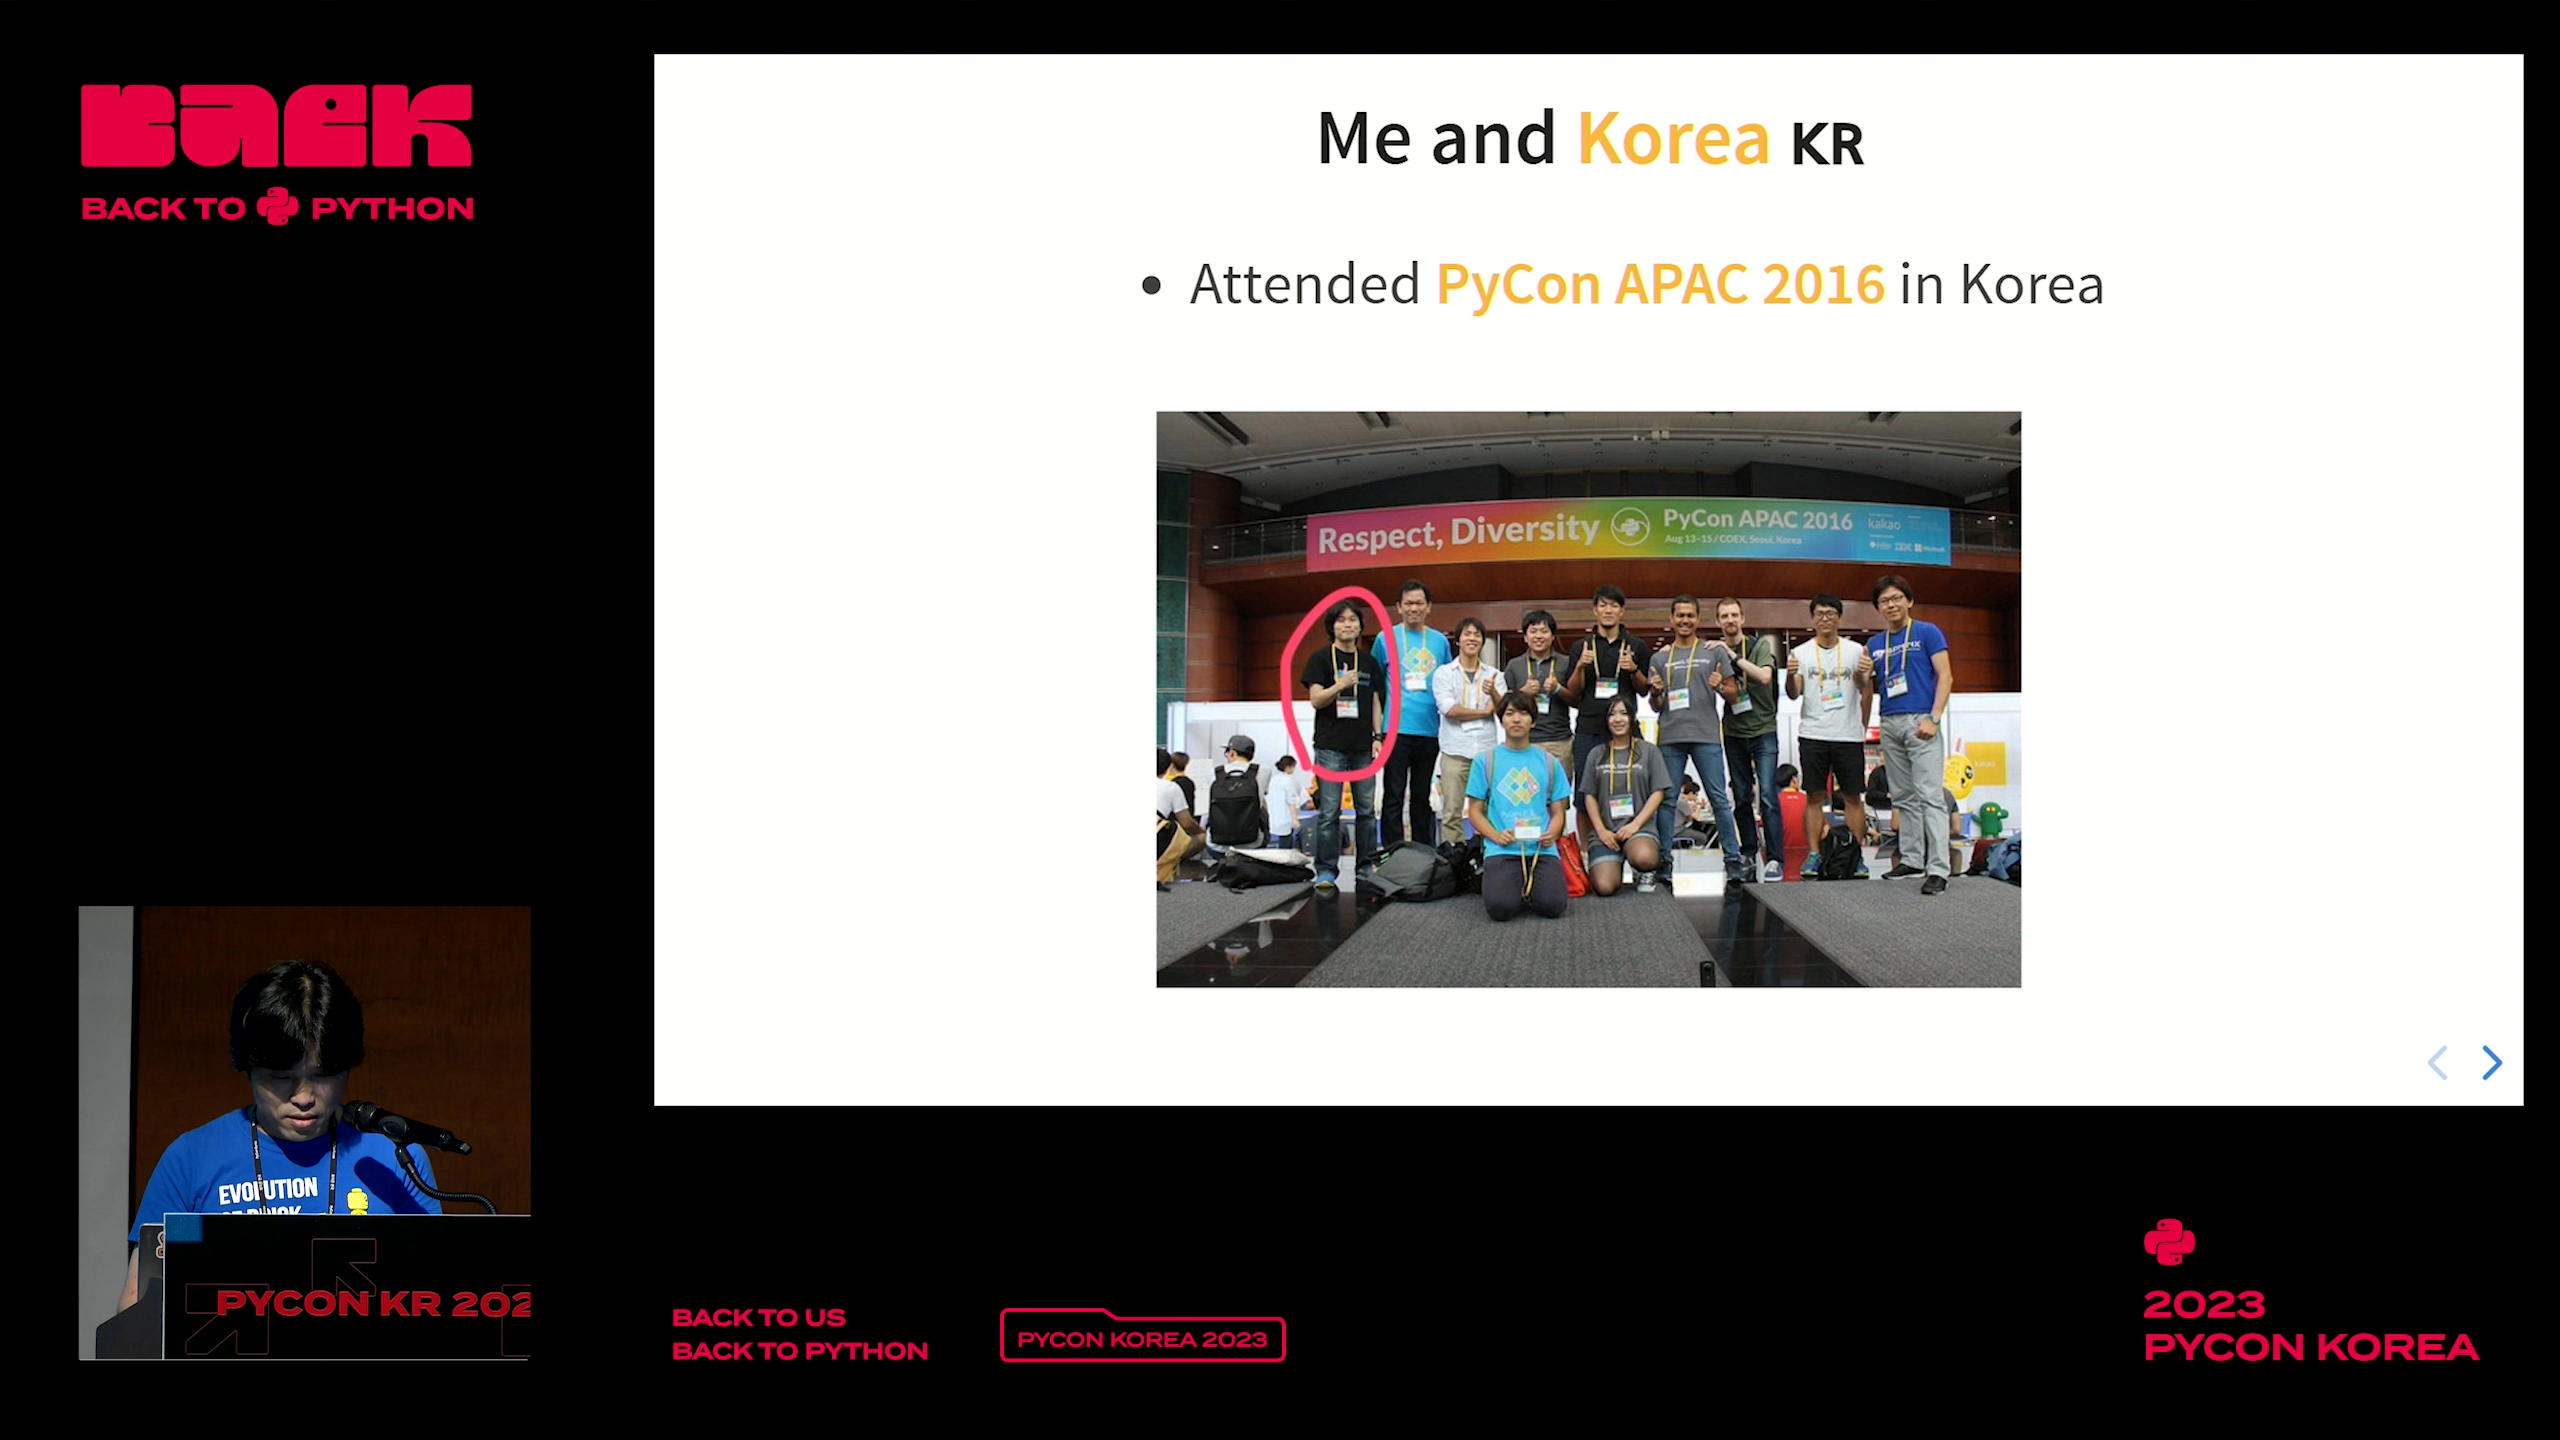 BACK
BACK TO PYTHON
Me and Korea KR
• Attended PyCon APAC 2016 in Korea
Respect, Diversity
PyCon APAC 2016
Aug 13-15 / COEX, Seoul, Korea
kakao
EVOLUTION
PYCON KR 202
BACK TO US
BACK TO PYTHON
PYCON KOREA 2023
2023
PYCON KOREA